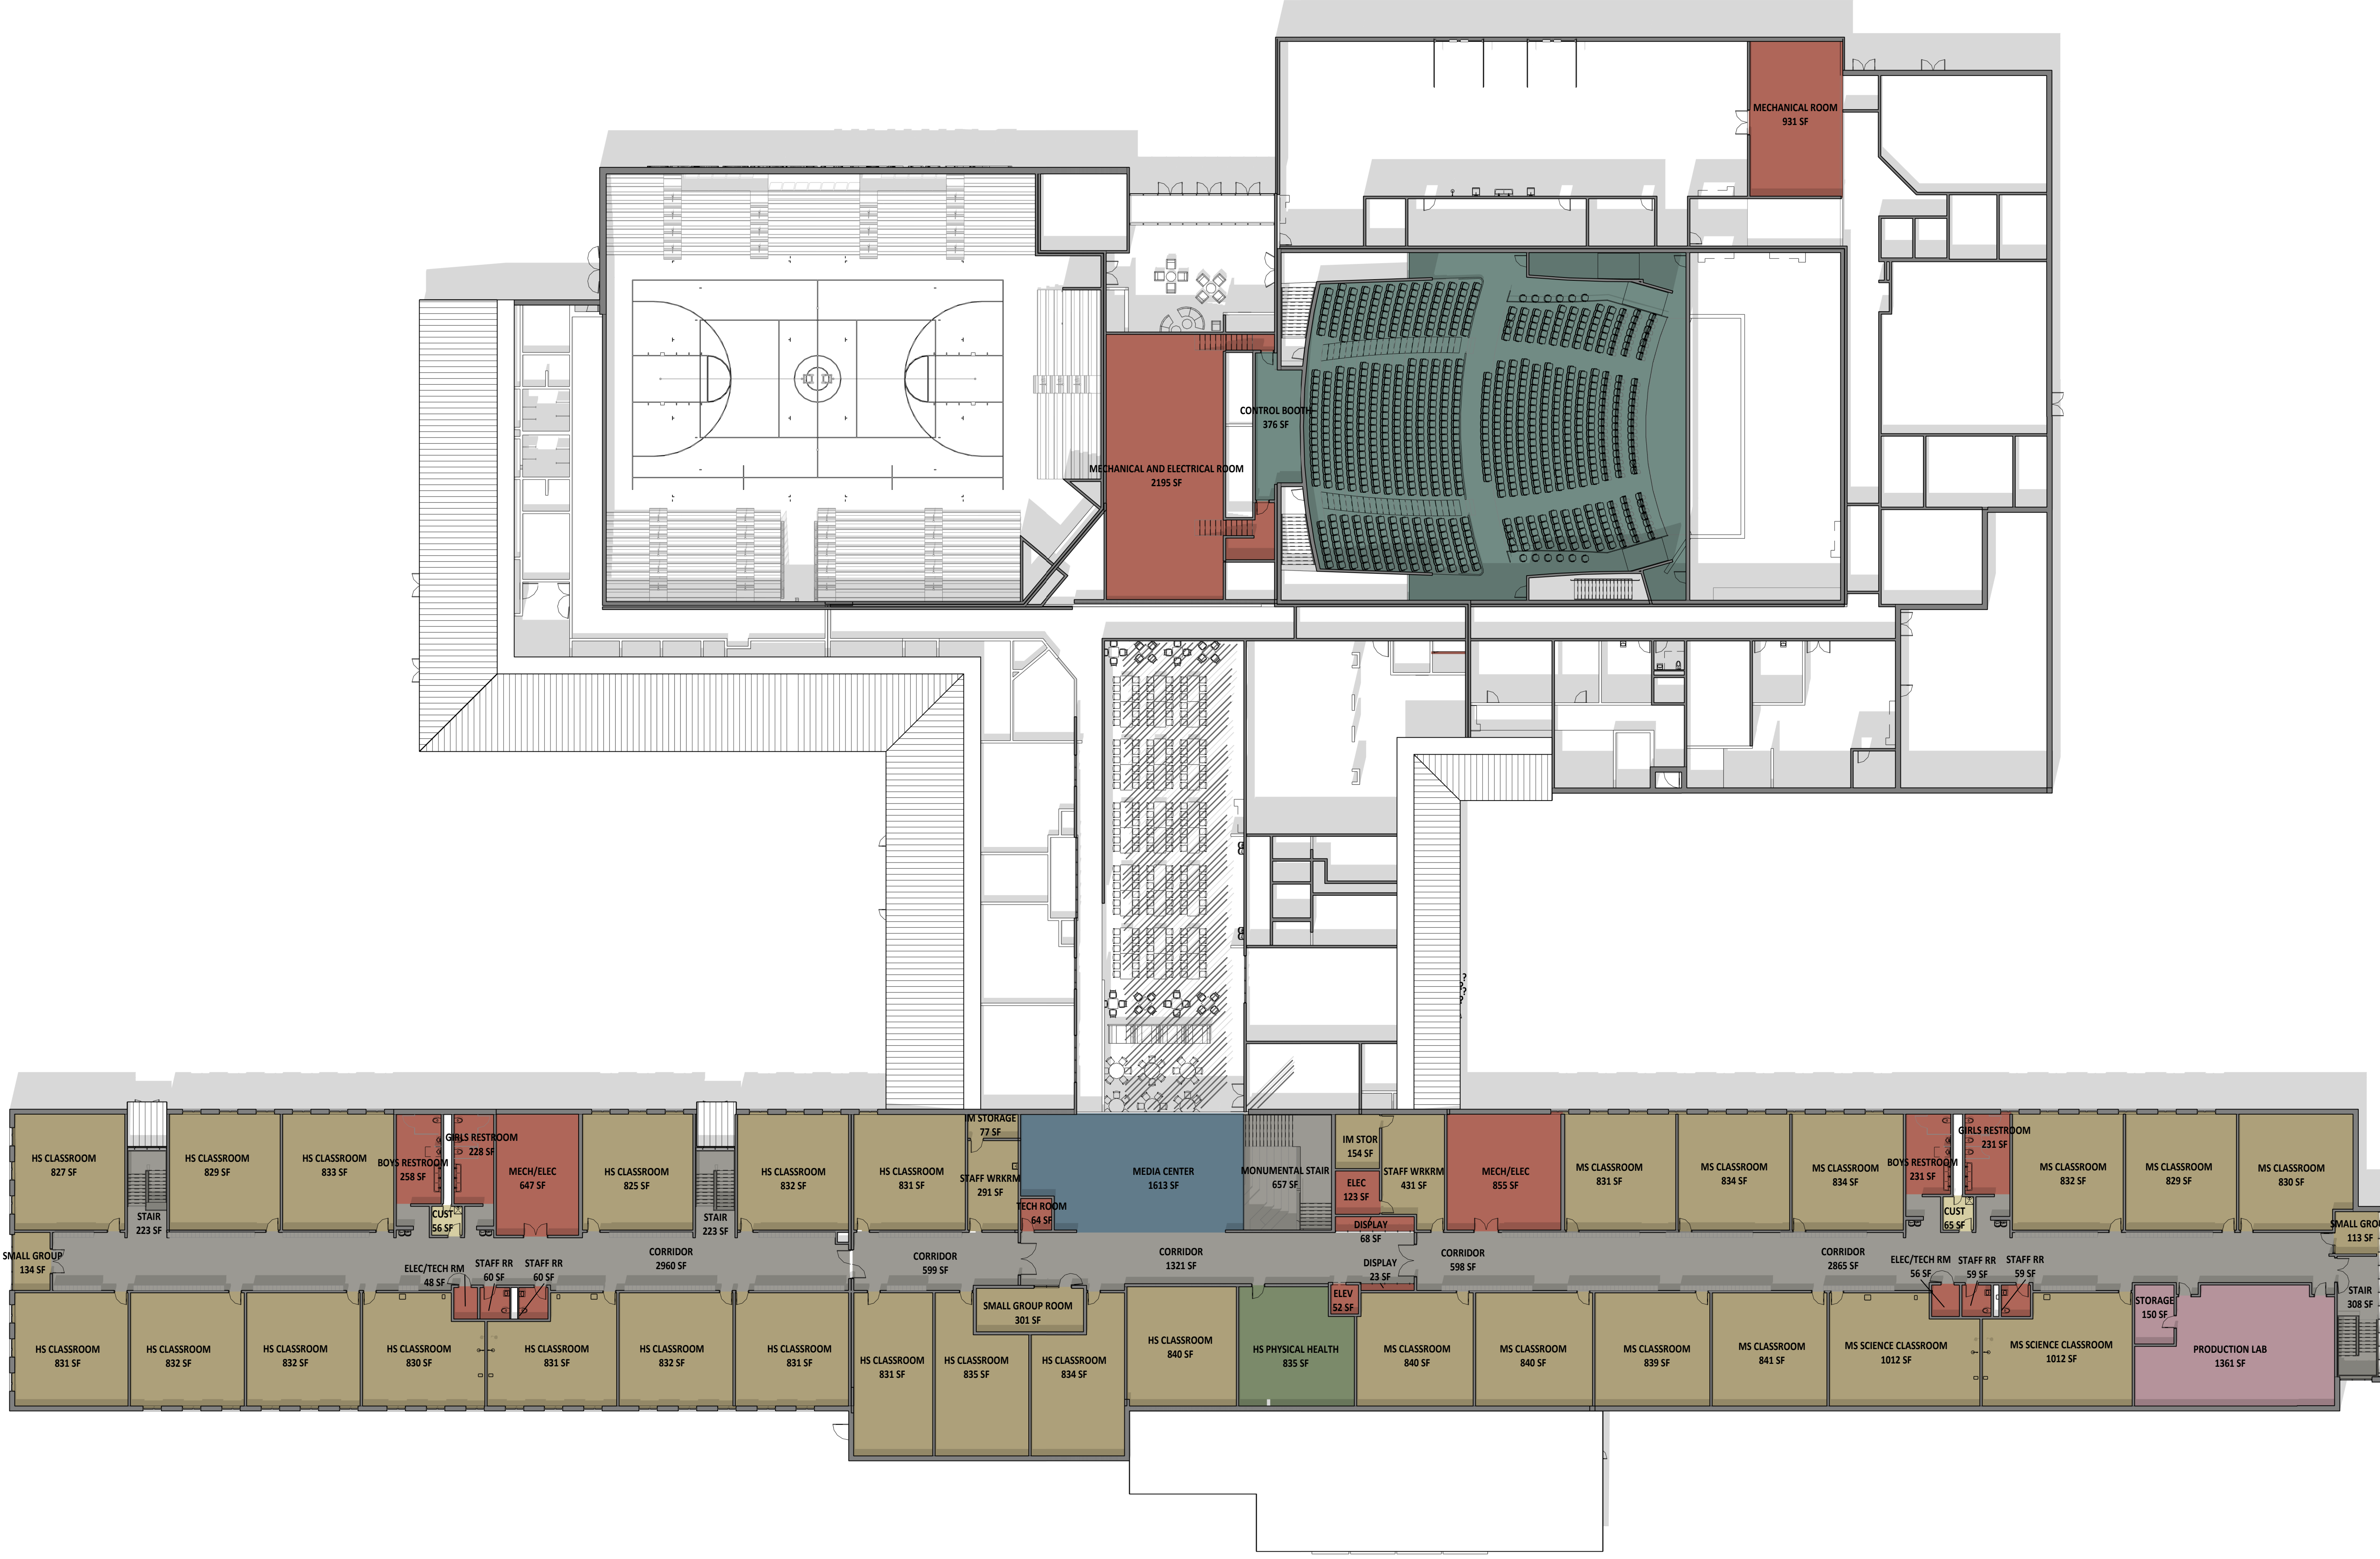 MECHANICAL ROOM
931 SF
CONTROL BOOTH
376 SF
MECHANICAL AND ELECTRICAL ROOM
2195 SF
HS CLASSROOM
827 SF
STAIR
223 SF
HS CLASSROOM
829 SF
HS CLASSROOM
833 SF
BOYS RESTROOM
258 SF
GIRLS RESTROOM
228 SF
CUST
56 SF
MECH/ELEC
647 SF
HS CLASSROOM
825 SF
STAIR
223 SF
HS CLASSROOM
832 SF
HS CLASSROOM
831 SF
IM STORAGE
77 SF
STAFF WRKRM
291 SF
TECH ROOM
64 SF
MEDIA CENTER
1613 SF
MONUMENTAL STAIR
657 SF
IM STOR
154 SF
ELEC
123 SF
STAFF WRKRM
431 SF
DISPLAY
68 SF
MECH/ELEC
855 SF
MS CLASSROOM
831 SF
MS CLASSROOM
834 SF
MS CLASSROOM
834 SF
BOYS RESTROOM
231 SF
GIRLS RESTROOM
231 SF
CUST
65 SF
MS CLASSROOM
832 SF
MS CLASSROOM
829 SF
MS CLASSROOM
830 SF
SMALL GROU
113 SF
SMALL GROUP
134 SF
ELEC/TECH RM
48 SF
STAFF RR
60 SF
STAFF RR
60 SF
CORRIDOR
2960 SF
CORRIDOR
599 SF
CORRIDOR
1321 SF
DISPLAY
23 SF
CORRIDOR
598 SF
CORRIDOR
2865 SF
ELEC/TECH RM
56 SF
STAFF RR
59 SF
STAFF RR
59 SF
STAIR
308 SF
HS CLASSROOM
831 SF
HS CLASSROOM
832 SF
HS CLASSROOM
832 SF
HS CLASSROOM
830 SF
HS CLASSROOM
831 SF
HS CLASSROOM
832 SF
HS CLASSROOM
831 SF
HS CLASSROOM
831 SF
HS CLASSROOM
835 SF
SMALL GROUP ROOM
301 SF
HS CLASSROOM
834 SF
HS CLASSROOM
840 SF
HS PHYSICAL HEALTH
835 SF
ELEV
52 SF
MS CLASSROOM
840 SF
MS CLASSROOM
840 SF
MS CLASSROOM
839 SF
MS CLASSROOM
841 SF
MS SCIENCE CLASSROOM
1012 SF
MS SCIENCE CLASSROOM
1012 SF
STORAGE
150 SF
PRODUCTION LAB
1361 SF